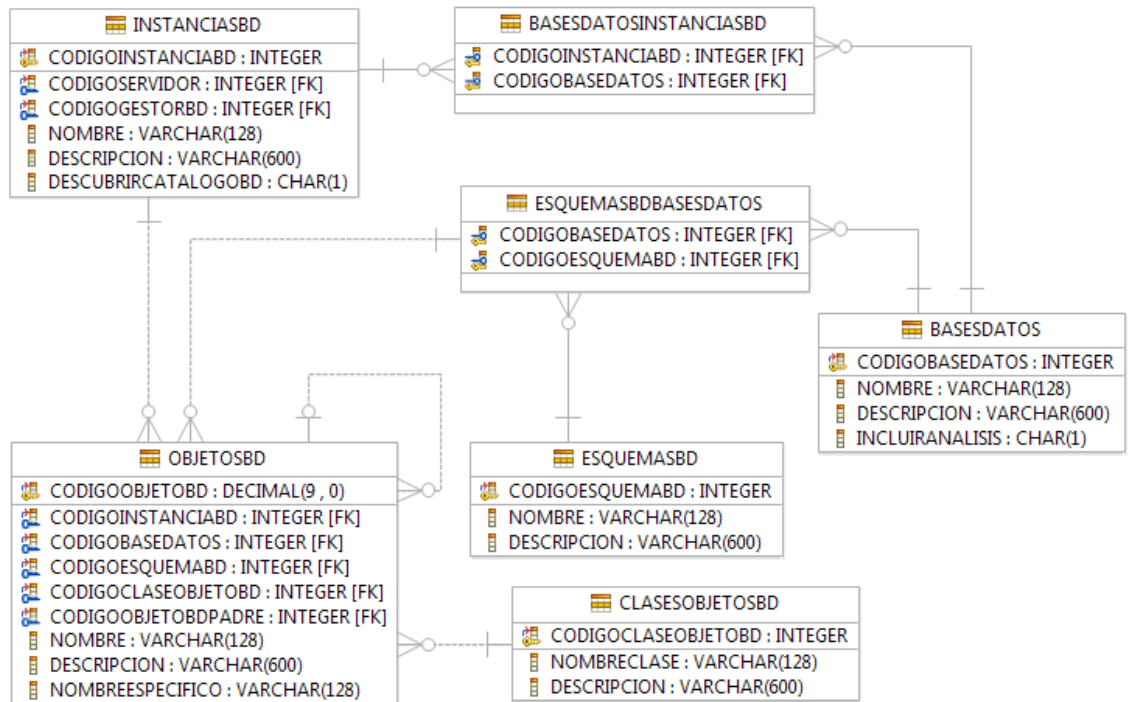 INSTANCIASBD
CODIGOINSTANCIABD : INTEGER
CODIGOSERVIDOR : INTEGER [FK]
CODIGOGESTORBD : INTEGER [FK]
NOMBRE : VARCHAR(128)
DESCRIPCION : VARCHAR(600)
DESCUBRIRCATALOGOBD : CHAR(1)
BASESDATOSINSTANCIASBD
CODIGOINSTANCIABD : INTEGER [FK]
CODIGOBASEDATOS : INTEGER [FK]
ESQUEMASBDBASESDATOS
CODIGOBASEDATOS : INTEGER [FK]
CODIGOESQUEMABD : INTEGER [FK]
BASESDATOS
CODIGOBASEDATOS : INTEGER
NOMBRE : VARCHAR(128)
DESCRIPCION : VARCHAR(600)
INCLUIRANALISIS : CHAR(1)
OBJETOSBD
CODIGOOBJETOBD : DECIMAL(9 , 0)
CODIGOINSTANCIABD : INTEGER [FK]
CODIGOBASEDATOS : INTEGER [FK]
CODIGOESQUEMABD : INTEGER [FK]
CODIGOCLASEOBJETOBD : INTEGER [FK]
CODIGOOBJETOBDPADRE : INTEGER [FK]
NOMBRE : VARCHAR(128)
DESCRIPCION : VARCHAR(600)
NOMBREESPECIFICO : VARCHAR(128)
ESQUEMASBD
CODIGOESQUEMABD : INTEGER
NOMBRE : VARCHAR(128)
DESCRIPCION : VARCHAR(600)
CLASESOBJETOSBD
CODIGOCLASEOBJETOBD : INTEGER
NOMBRECLASE : VARCHAR(128)
DESCRIPCION : VARCHAR(600)